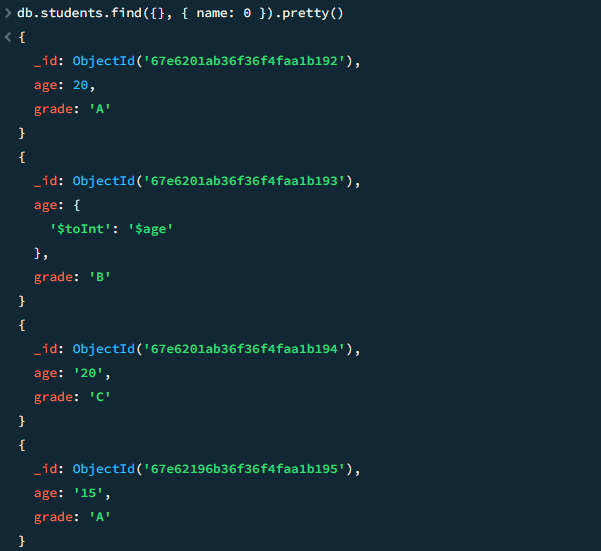 > db.students.find({}, { name: 0 }).pretty()
< {
_id: ObjectId('67e6201ab36f36f4faa1b192'),
age: 20,
grade: 'A'
}
{
_id: ObjectId('67e6201ab36f36f4faa1b193'),
age: {
'$toInt': '$age'
},
grade: 'B'
}
{
_id: ObjectId('67e6201ab36f36f4faa1b194'),
age: '20',
grade: 'C'
}
{
_id: ObjectId('67e62196b36f36f4faa1b195'),
age: '15',
grade: 'A'
}